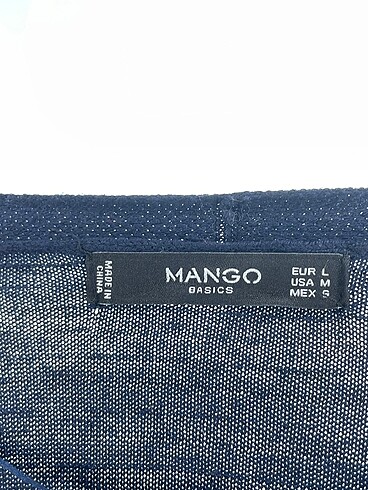 MADE IN
CHINA
MANGO
BASICS
EUR L
USA M
MEX S